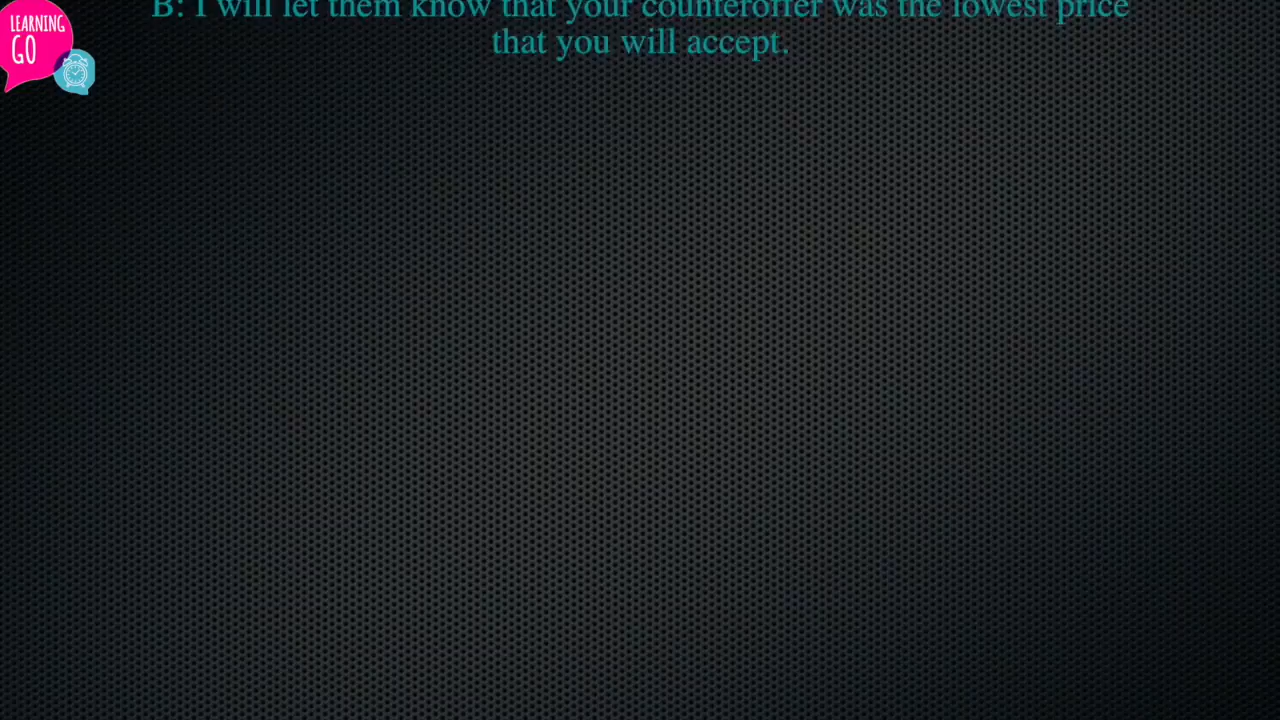 LEARNING
GO
B: I will let them know that your counteroffer was the lowest price
that you will accept.